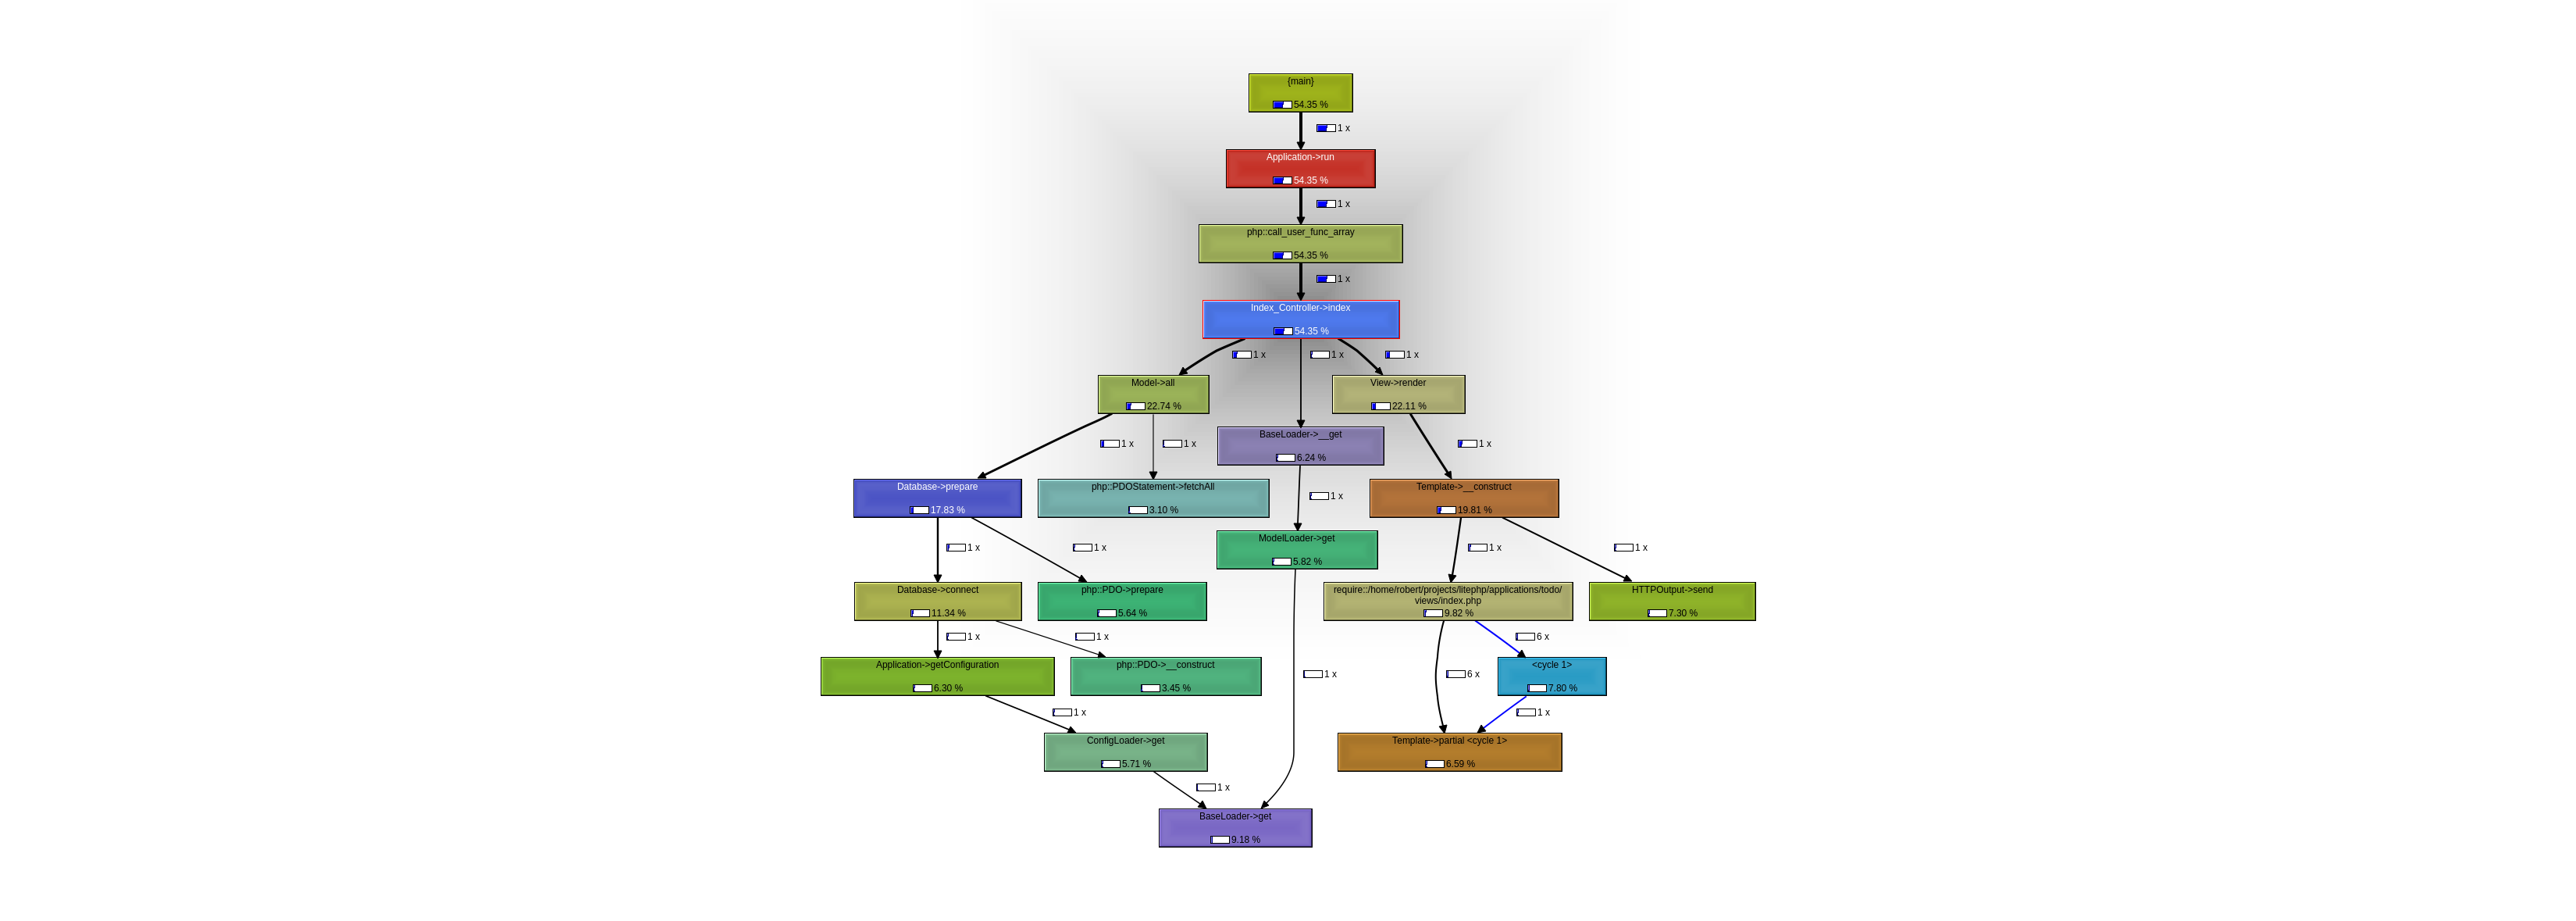 {main}
54.35 %
1 x
Application->run
54.35 %
1 x
php::call_user_func_array
54.35 %
1 x
Index_Controller->index
54.35 %
1 x
1 x
1 x
Model->all
22.74 %
View->render
22.11 %
1 x
1 x
BaseLoader->__get
6.24 %
1 x
Database->prepare
17.83 %
php::PDOStatement->fetchAll
3.10 %
1 x
Template->__construct
19.81 %
1 x
1 x
ModelLoader->get
5.82 %
1 x
1 x
Database->connect
11.34 %
php::PDO->prepare
5.64 %
require::/home/robert/projects/litephp/applications/todo/
views/index.php
9.82 %
HTTPOutput->send
7.30 %
1 x
1 x
6 x
Application->getConfiguration
6.30 %
php::PDO->__construct
3.45 %
1 x
6 x
<cycle 1>
7.80 %
1 x
1 x
ConfigLoader->get
5.71 %
Template->partial <cycle 1>
6.59 %
1 x
BaseLoader->get
9.18 %